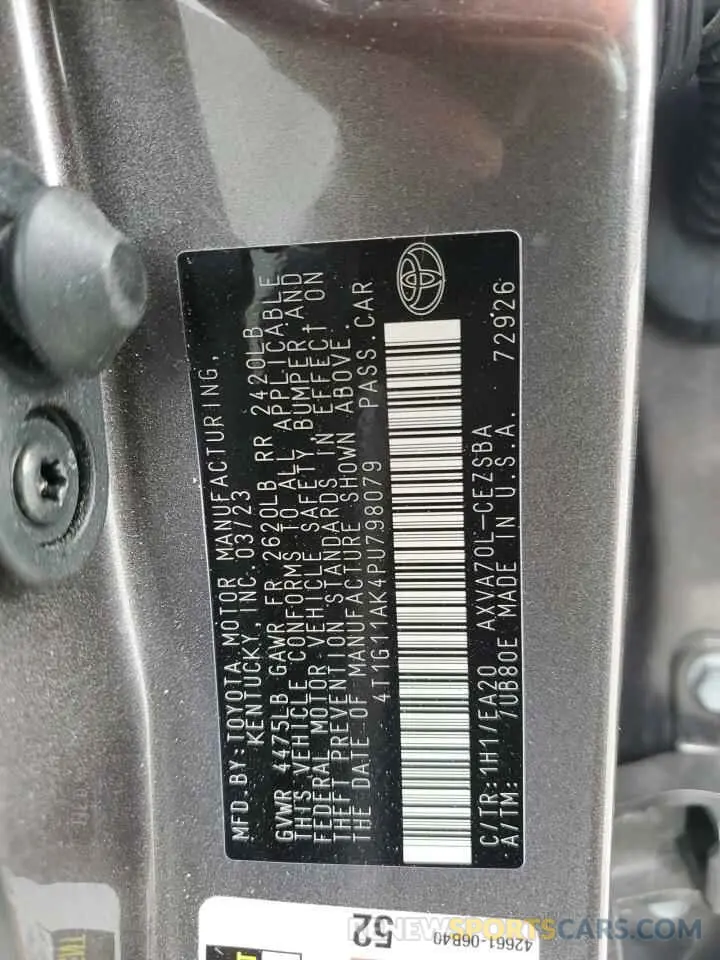 MFD.BY:TOYOTA MOTOR MANUFACTURING,
KENTUCKY, INC. 03/23
GVWR 4475LB GAWR FR 2620LB RR 2420LB
THIS VEHICLE CONFORMS TO ALL APPLICABLE
FEDERAL MOTOR VEHICLE SAFETY, BUMPER AND
THEFT PREVENTION STANDARDS IN EFFECT ON
THE DATE OF MANUFACTURE SHOWN ABOVE.
4T1G11AK4PU798079 PASS.CAR
C/TR:1H1/EA20 AXVA70L-CEZSBA
A/TM: 7UB80E MADE IN U.S.A. 72926
52
42661-06B40
RENEWSPORTSCARS.COM